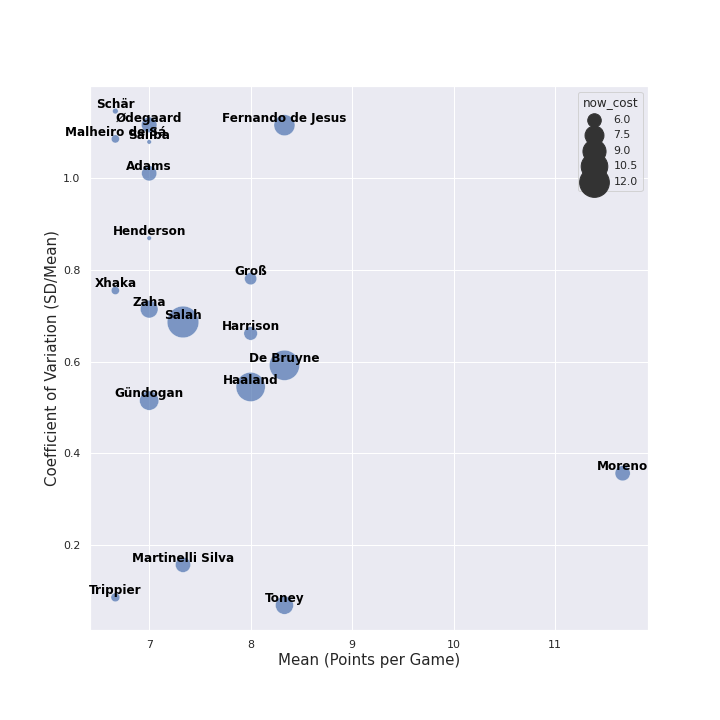 now_cost
6.0
7.5
9.0
10.5
12.0
Schär
Ødegaard
Fernando de Jesus
Malheiro de Sá
Saliba
Adams
Henderson
Groß
Xhaka
Zaha
Salah
Harrison
De Bruyne
Haaland
Gündogan
Moreno
Martinelli Silva
Trippier
Toney
1.0
0.8
0.6
0.4
0.2
Coefficient of Variation (SD/Mean)
7
8
9
10
11
Mean (Points per Game)